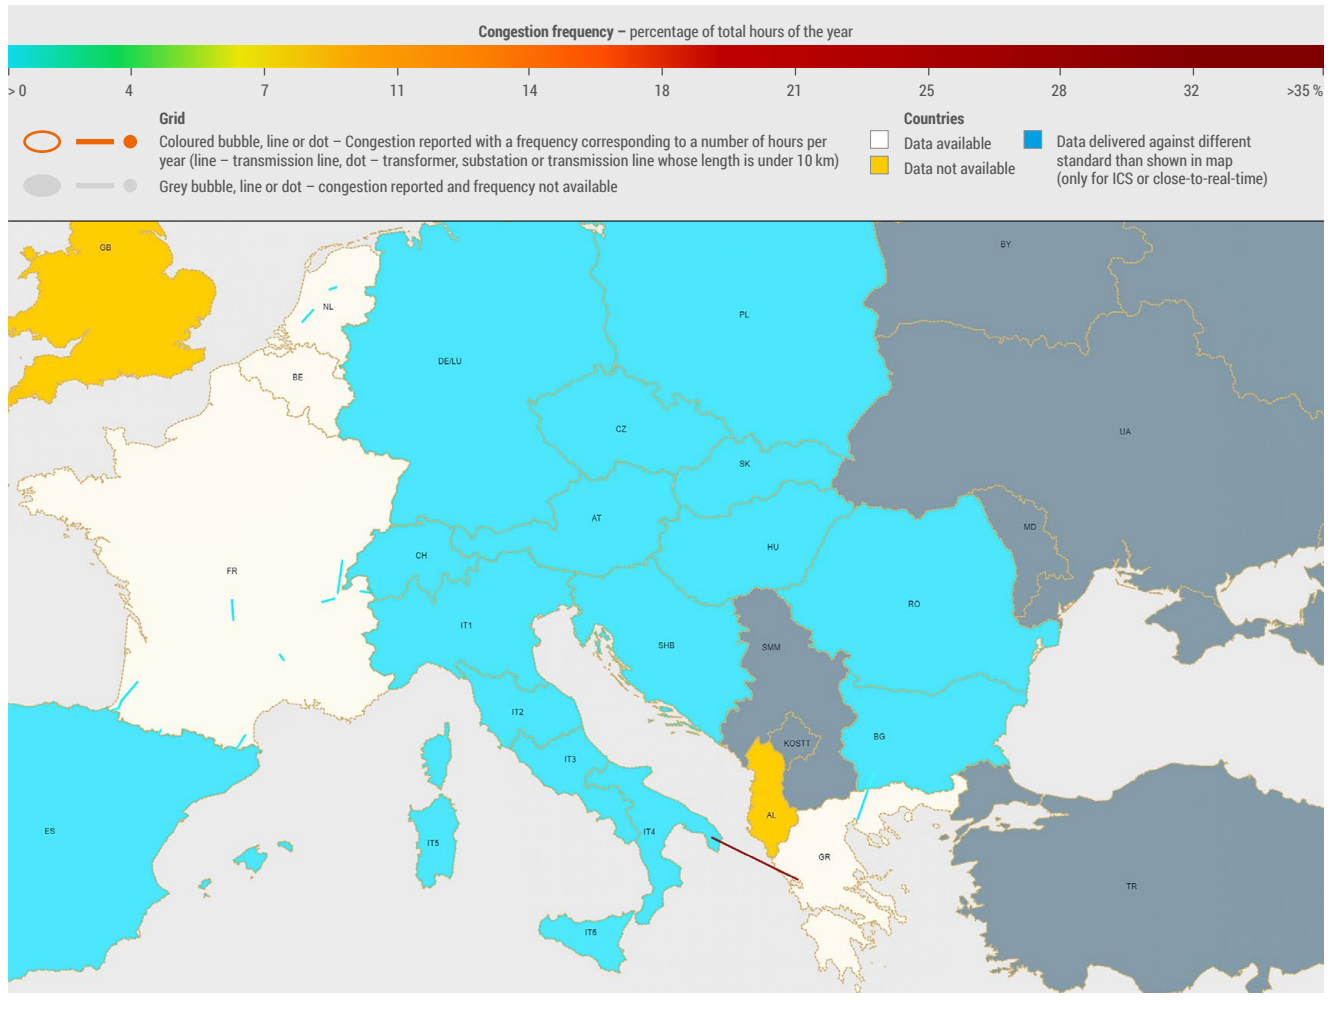 Congestion frequency – percentage of total hours of the year
> 0 4 7 11 14 18 21 25 28 32 >35 %
Grid
Coloured bubble, line or dot – Congestion reported with a frequency corresponding to a number of hours per
year (line – transmission line, dot – transformer, substation or transmission line whose length is under 10 km)
Grey bubble, line or dot – congestion reported and frequency not available
Countries
Data available
Data not available
Data delivered against different
standard than shown in map
(only for ICS or close-to-real-time)
GB
BY
NL
PL
DE/LU
BE
CZ
UA
SK
AT
MD
HU
CH
FR
RO
IT1
SHB
SMM
IT2
BG
KOSTT
IT3
AL
ES
IT4
IT5
GR
TR
IT6